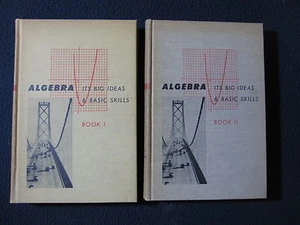 ALGEBRA ITS BIG IDEAS
& BASIC SKILLS
BOOK I
ALGEBRA ITS BIG IDEAS
& BASIC SKILLS
BOOK II